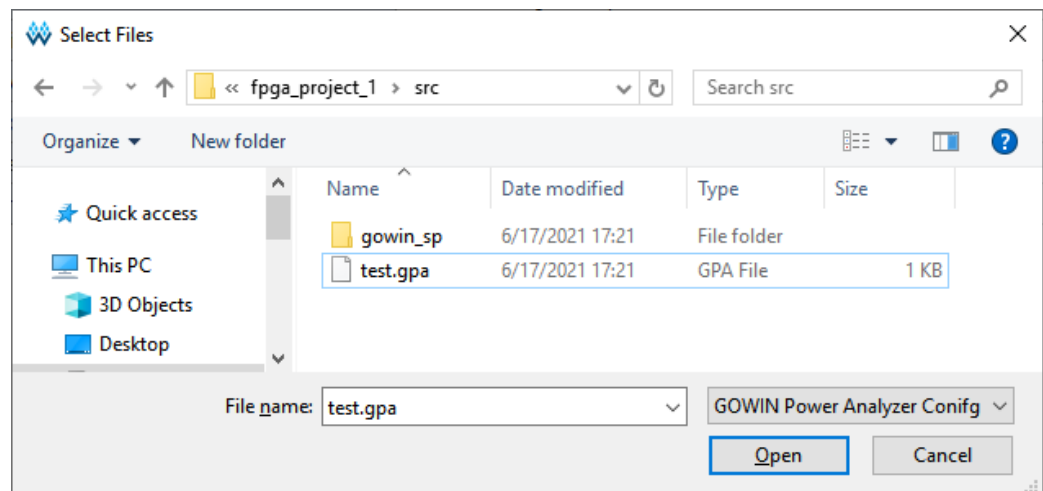 Select Files
« fpga_project_1 > src
Search src
Organize
New folder
Name Date modified Type Size
Quick access
gowin_sp 6/17/2021 17:21 File folder
This PC
test.gpa 6/17/2021 17:21 GPA File 1 KB
3D Objects
Desktop
File name: test.gpa
GOWIN Power Analyzer Conifg
Open Cancel